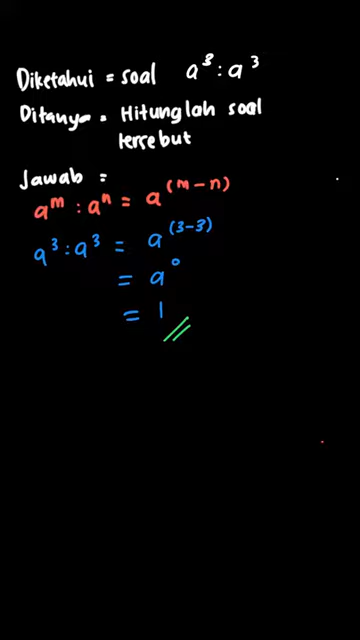 Diketahui = soal a³ : a³
Ditanya = Hitunglah soal
tersebut
Jawab =
aᵐ : aⁿ = a⁽ᵐ⁻ⁿ⁾
a³ : a³ = a⁽³⁻³⁾
= a⁰
= 1